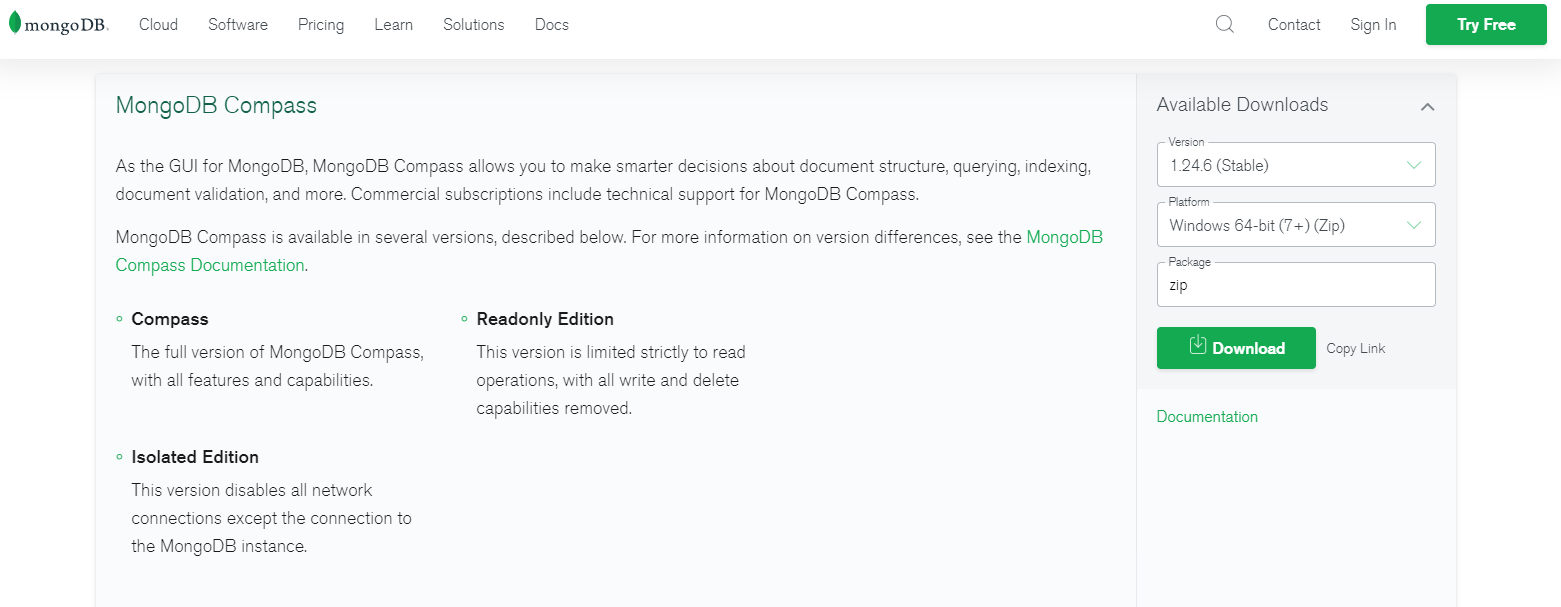 mongoDB.
Cloud
Software
Pricing
Learn
Solutions
Docs
Contact
Sign In
Try Free
MongoDB Compass
As the GUI for MongoDB, MongoDB Compass allows you to make smarter decisions about document structure, querying, indexing,
document validation, and more. Commercial subscriptions include technical support for MongoDB Compass.
MongoDB Compass is available in several versions, described below. For more information on version differences, see the MongoDB
Compass Documentation.
Compass
The full version of MongoDB Compass,
with all features and capabilities.
Readonly Edition
This version is limited strictly to read
operations, with all write and delete
capabilities removed.
Isolated Edition
This version disables all network
connections except the connection to
the MongoDB instance.
Available Downloads
Version
1.24.6 (Stable)
Platform
Windows 64-bit (7+) (Zip)
Package
zip
Download
Copy Link
Documentation